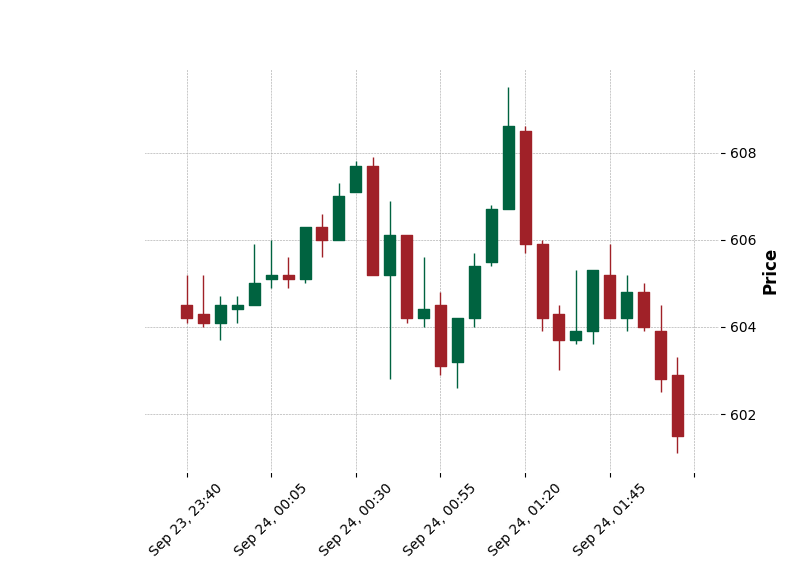 608
606
604
602
Price
Sep 23, 23:40
Sep 24, 00:05
Sep 24, 00:30
Sep 24, 00:55
Sep 24, 01:20
Sep 24, 01:45